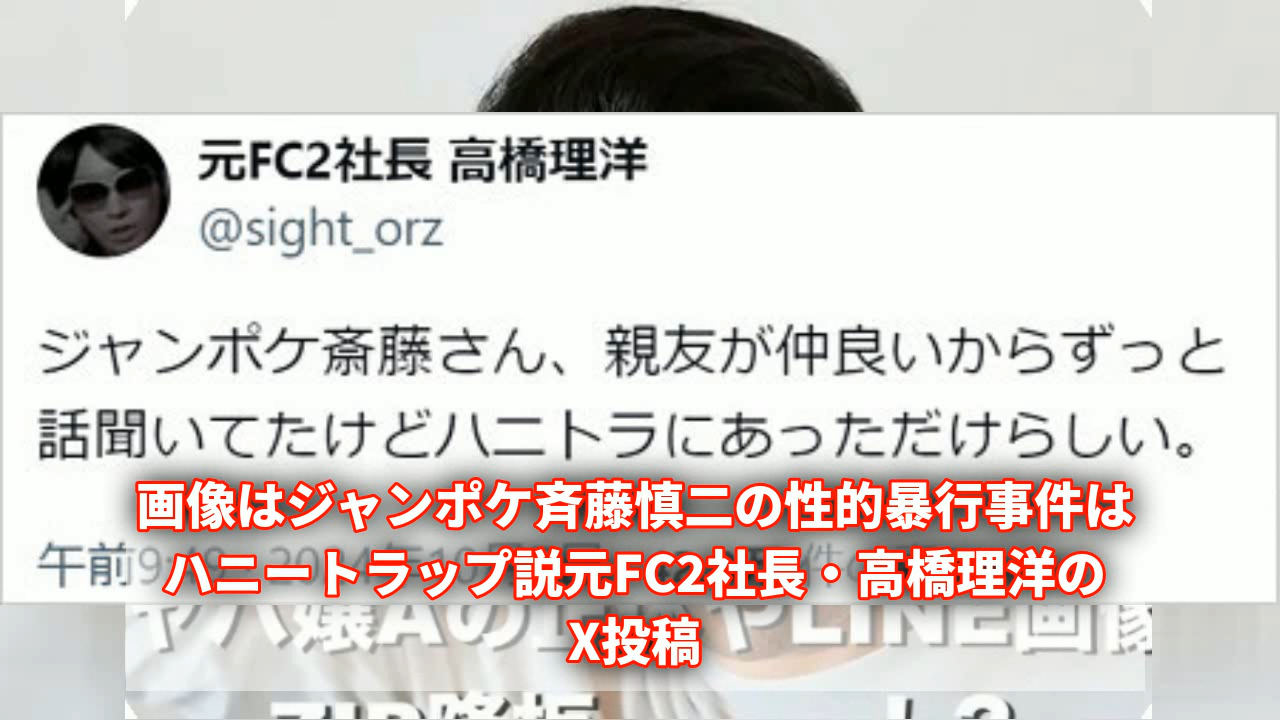 元FC2社長 高橋理洋
@sight_orz
ジャンポケ斎藤さん、親友が仲良いからずっと
話聞いてたけどハニトラにあっただけらしい。
画像はジャンポケ斉藤慎二の性的暴行事件は
午前
ハニートラップ説元FC2社長・高橋理洋の
X投稿